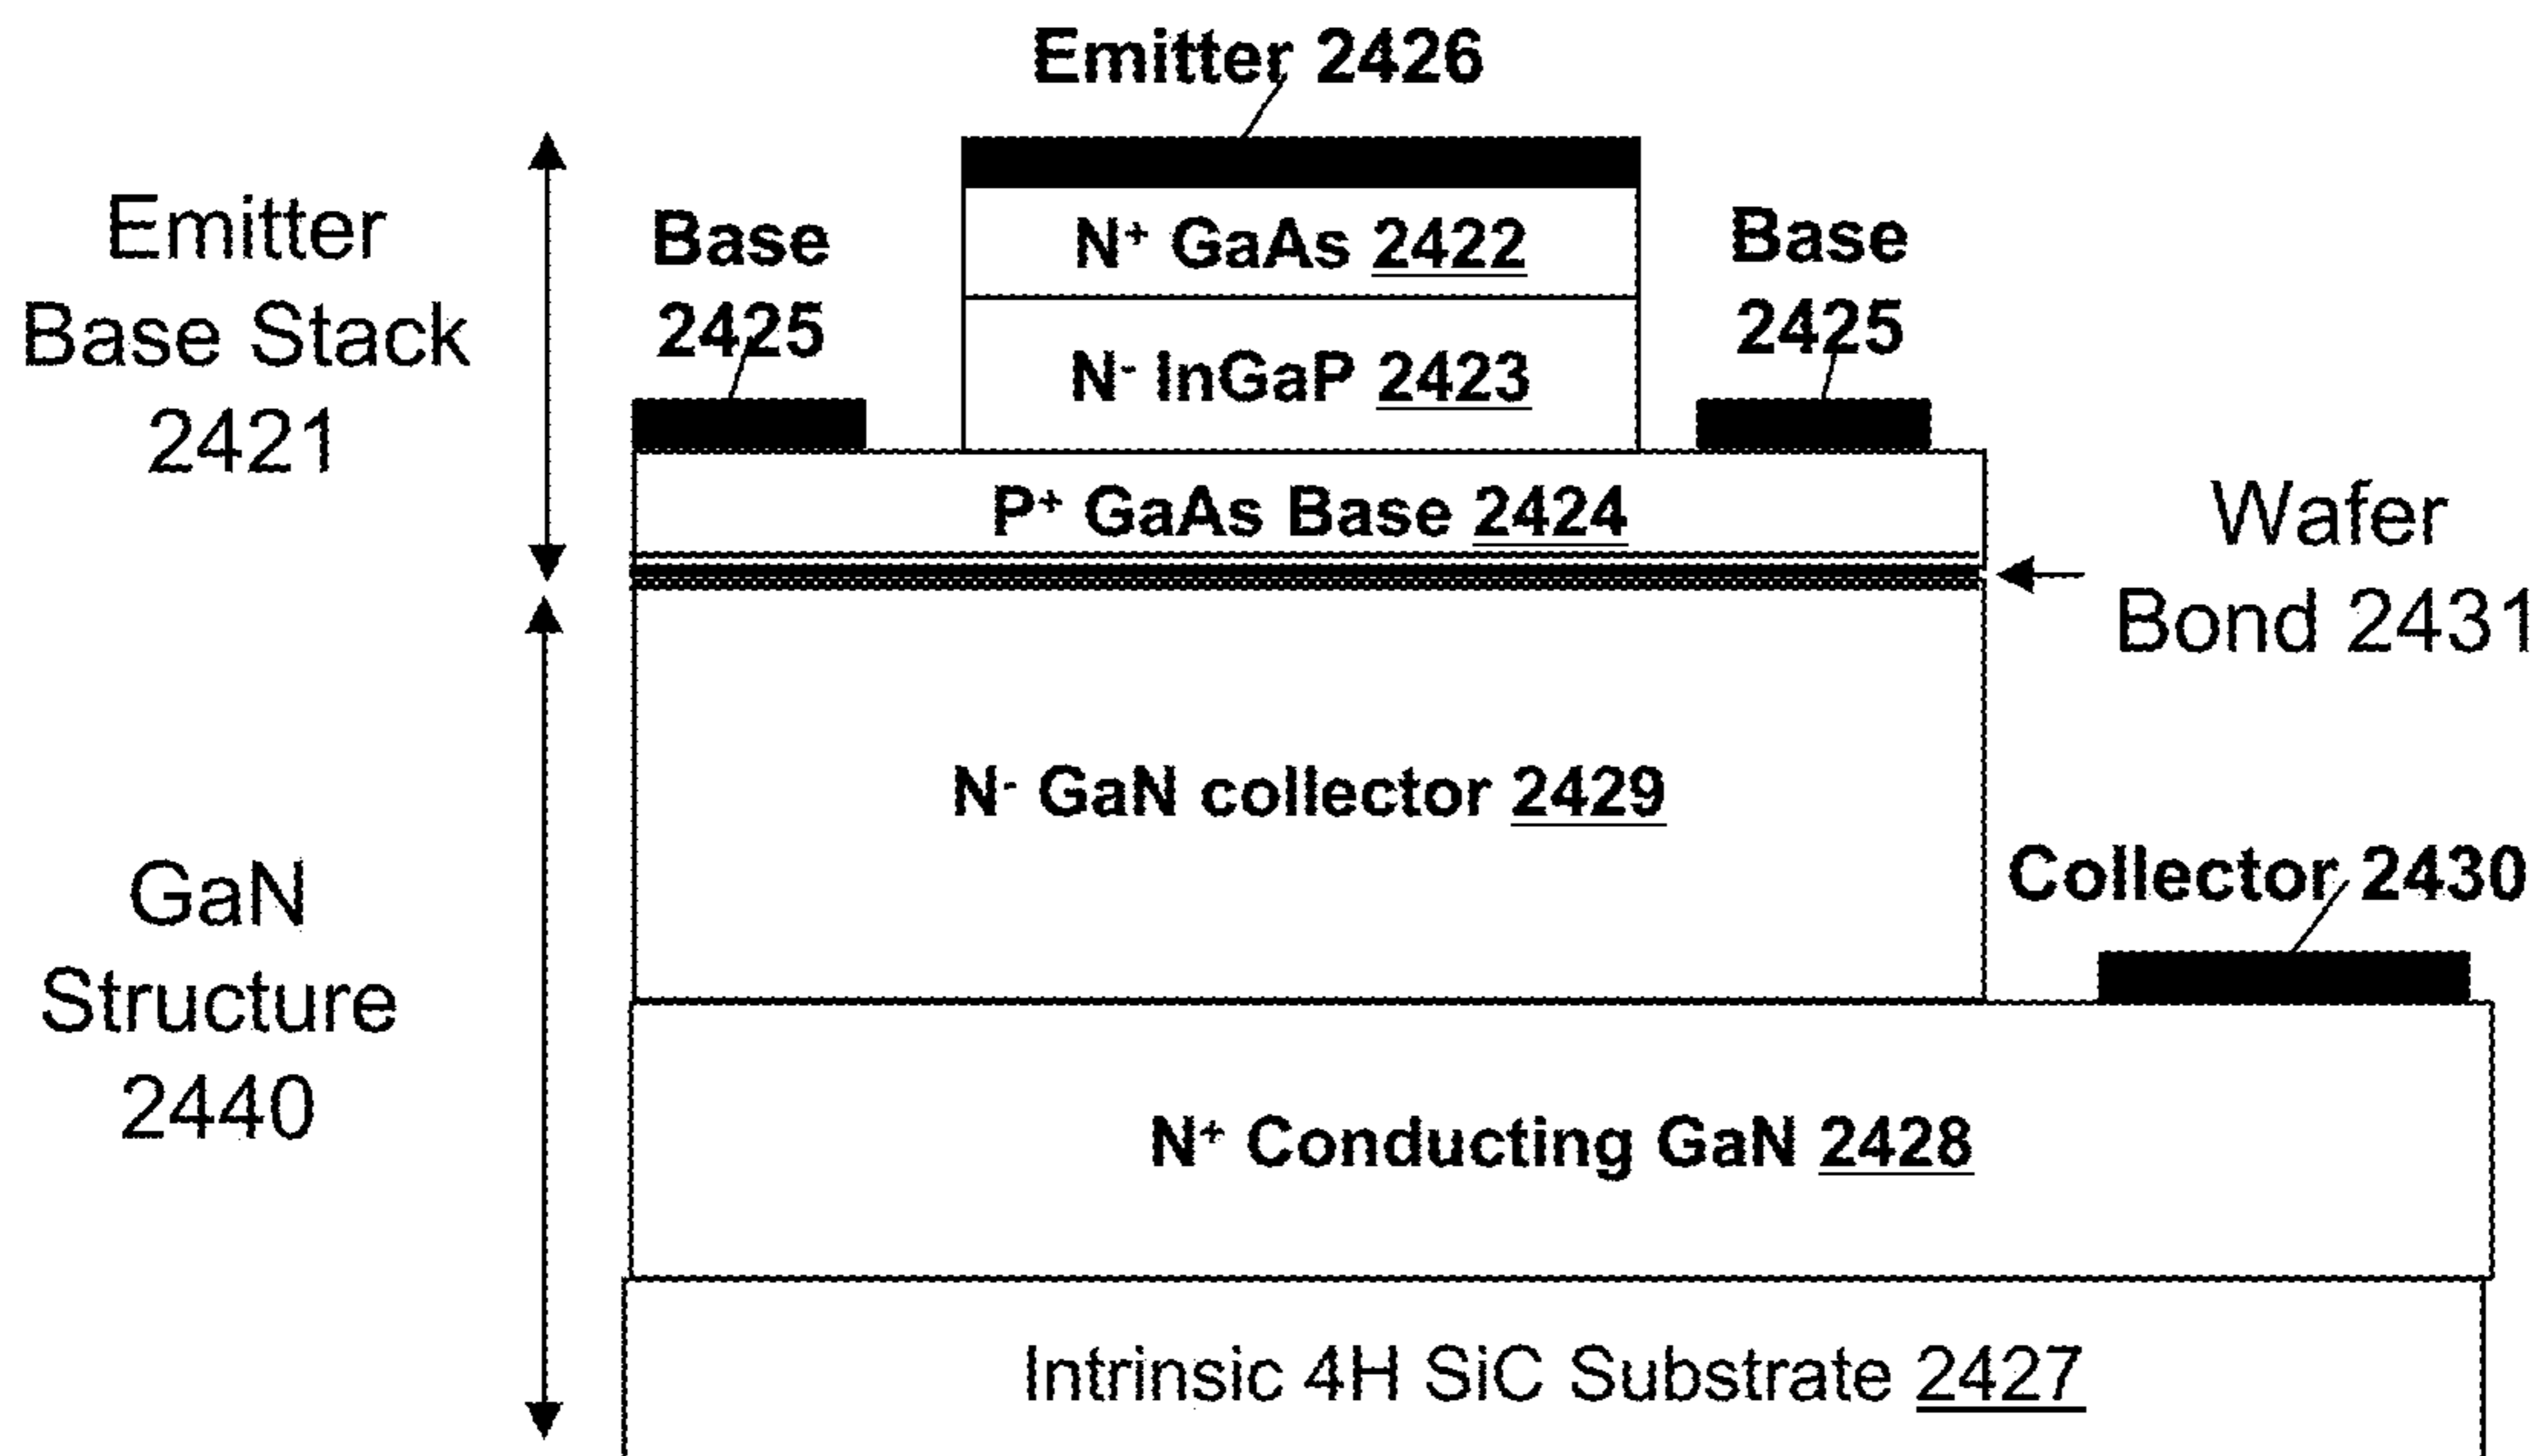 Emitter 2426
Emitter
Base Stack
2421
Base
2425
N⁺ GaAs 2422
N⁻ InGaP 2423
Base
2425
P⁺ GaAs Base 2424
Wafer
Bond 2431
N⁻ GaN collector 2429
GaN
Structure
2440
Collector 2430
N⁺ Conducting GaN 2428
Intrinsic 4H SiC Substrate 2427